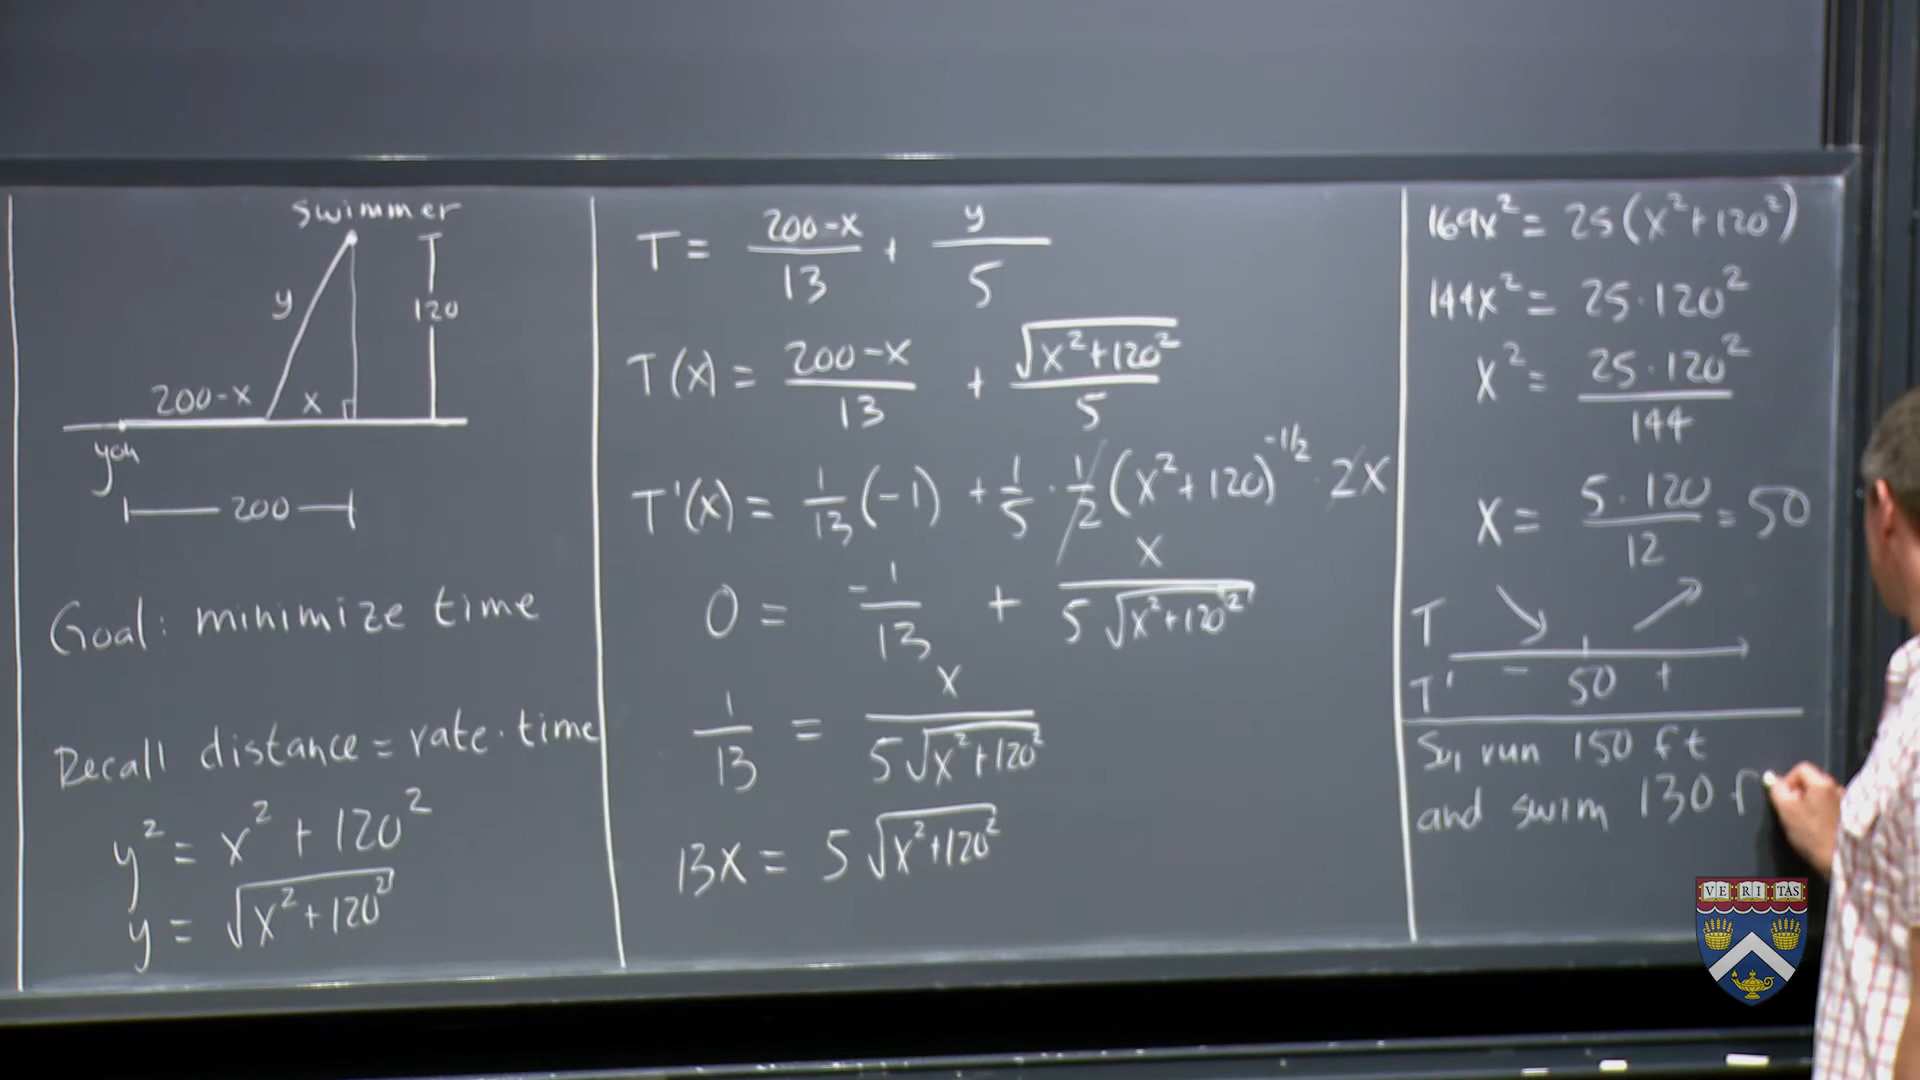 swimmer
y
T
120
200-x
x
you
200
Goal: minimize time
Recall distance = rate · time
y² = x² + 120²
y = √(x²+120²)
T = (200-x)/13 + y/5
T(x) = (200-x)/13 + √(x²+120²)/5
T'(x) = 1/13 (-1) + 1/5 · 1/2 (x²+120)^(-1/2) · 2x
0 = -1/13 + x/(5√(x²+120²))
1/13 = x/(5√(x²+120²))
13x = 5√(x²+120²)
169x² = 25(x²+120²)
144x² = 25·120²
x² = 25·120²/144
x = 5·120/12 = 50
T
T' - 50 +
So, run 150 ft
and swim 130 f
VERITAS